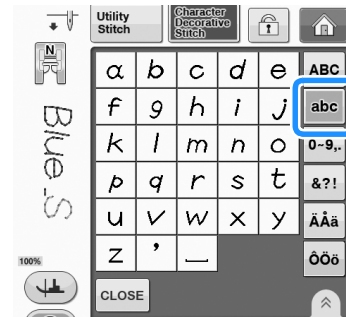 Utility Stitch
Character Decorative Stitch
N
a b c d e
ABC
f g h i j
abc
k l m n o
0~9,.
p q r s t
&?!
u v w x y
ÄÅä
z ’ _
ÔÖö
Blue_S
100%
CLOSE